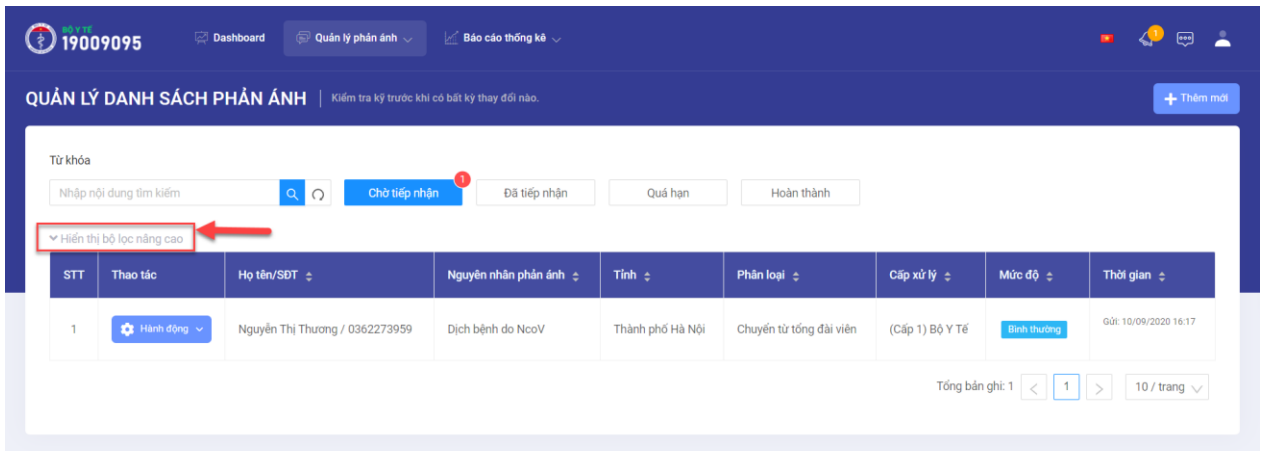 BỘ Y TẾ
19009095
Dashboard
Quản lý phản ánh
Báo cáo thống kê
1
QUẢN LÝ DANH SÁCH PHẢN ÁNH
Kiểm tra kỹ trước khi có bất kỳ thay đổi nào.
Thêm mới
Từ khóa
Nhập nội dung tìm kiếm
Chờ tiếp nhận
1
Đã tiếp nhận
Quá hạn
Hoàn thành
Hiển thị bộ lọc nâng cao
STT Thao tác Họ tên/SĐT Nguyên nhân phản ánh Tỉnh Phân loại Cấp xử lý Mức độ Thời gian
1 Hành động Nguyễn Thị Thương / 0362273959 Dịch bệnh do NcoV Thành phố Hà Nội Chuyển từ tổng đài viên (Cấp 1) Bộ Y Tế Bình thường Gửi: 10/09/2020 16:17
Tổng bản ghi: 1 < 1 > 10 / trang